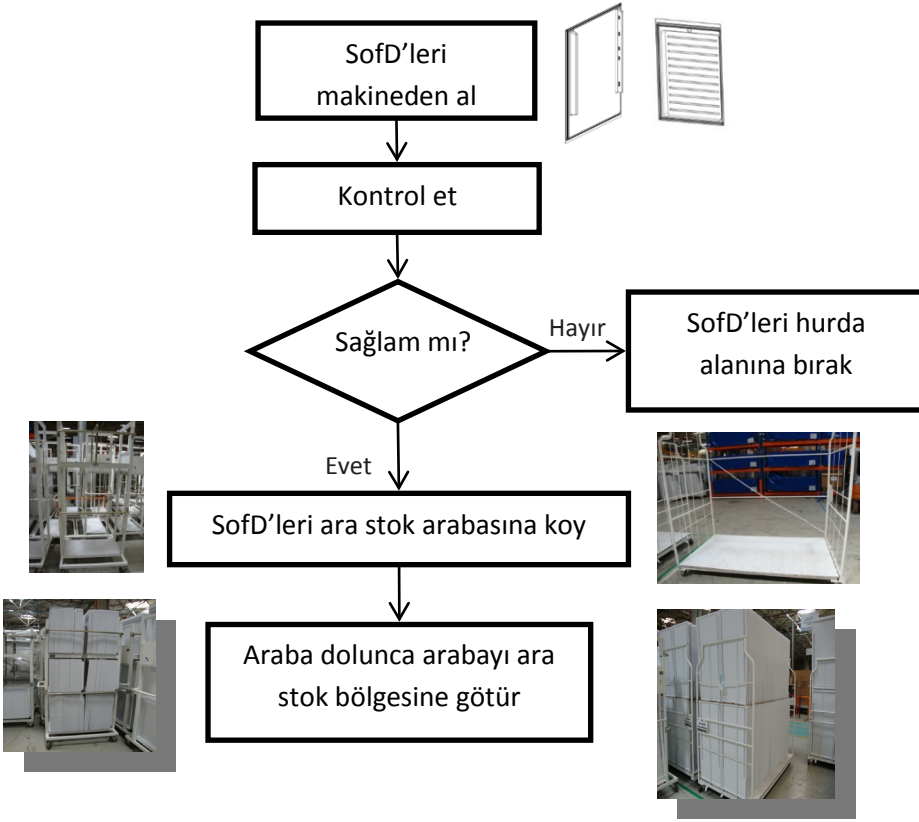 SofD’leri
makineden al
Kontrol et
Sağlam mı?
Hayır
SofD’leri hurda
alanına bırak
Evet
SofD’leri ara stok arabasına koy
Araba dolunca arabayı ara
stok bölgesine götür